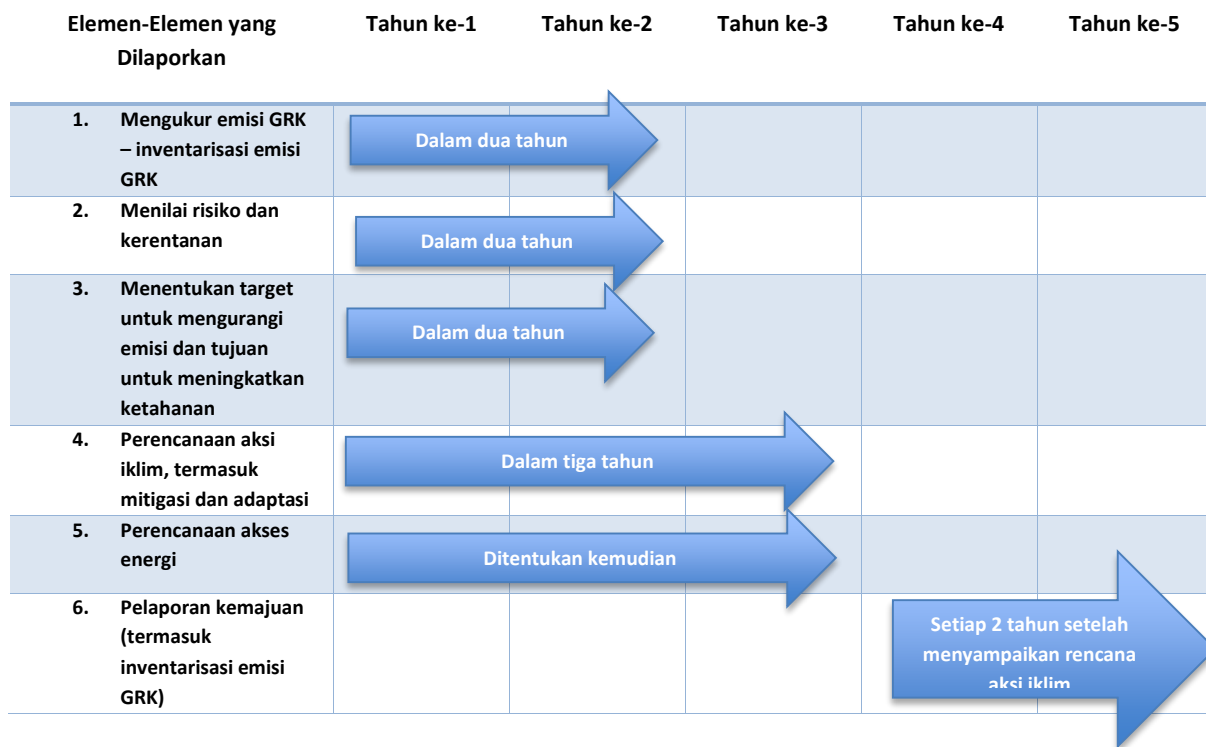 Elemen-Elemen yang
Dilaporkan
Tahun ke-1
Tahun ke-2
Tahun ke-3
Tahun ke-4
Tahun ke-5
1. Mengukur emisi GRK
– inventarisasi emisi
GRK
Dalam dua tahun
2. Menilai risiko dan
kerentanan
Dalam dua tahun
3. Menentukan target
untuk mengurangi
emisi dan tujuan
untuk meningkatkan
ketahanan
Dalam dua tahun
4. Perencanaan aksi
iklim, termasuk
mitigasi dan adaptasi
Dalam tiga tahun
5. Perencanaan akses
energi
Ditentukan kemudian
6. Pelaporan kemajuan
(termasuk
inventarisasi emisi
GRK)
Setiap 2 tahun setelah
menyampaikan rencana
aksi iklim